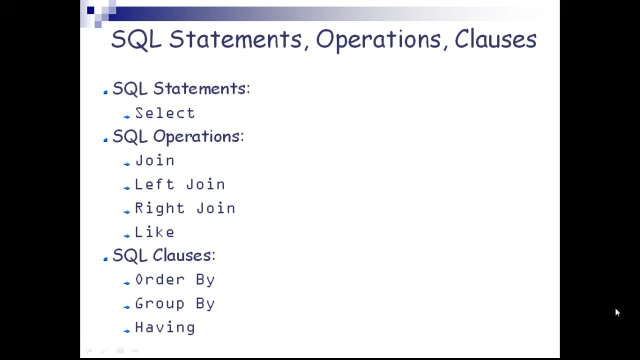 SQL Statements, Operations, Clauses
SQL Statements:
Select
SQL Operations:
Join
Left Join
Right Join
Like
SQL Clauses:
Order By
Group By
Having